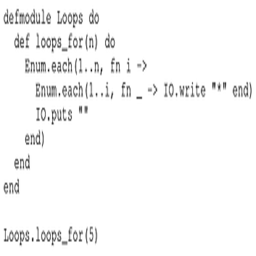 defmodule Loops do
  def loops_for(n) do
    Enum.each(1..n, fn i ->
      Enum.each(1..i, fn _ -> IO.write "*" end)
      IO.puts ""
    end)
  end
end

Loops.loops_for(5)